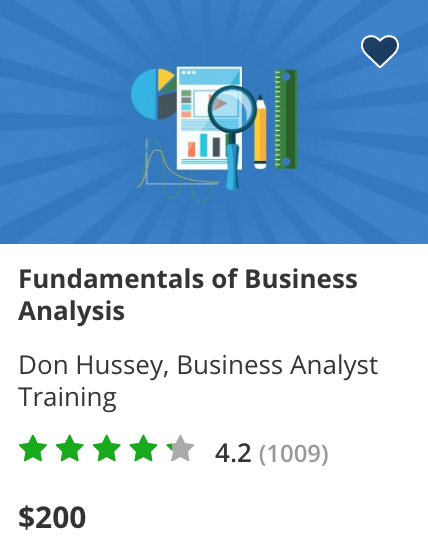 Fundamentals of Business
Analysis
Don Hussey, Business Analyst
Training
4.2 (1009)
$200